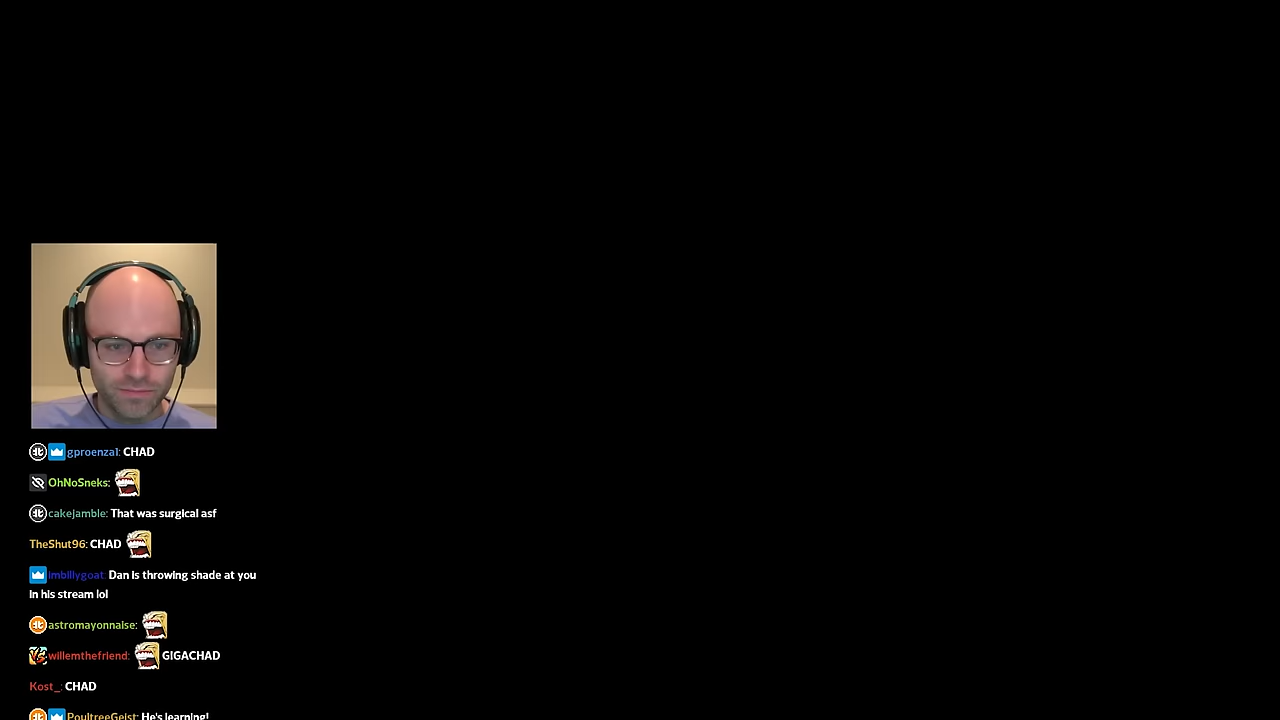 gproenza1: CHAD
OhNoSneks:
cakejamble: That was surgical asf
TheShut96: CHAD
imbillygoat: Dan is throwing shade at you
in his stream lol
astromayonnaise:
willemthefriend: GIGACHAD
Kost_: CHAD
PoultreeGeist: He's learning!